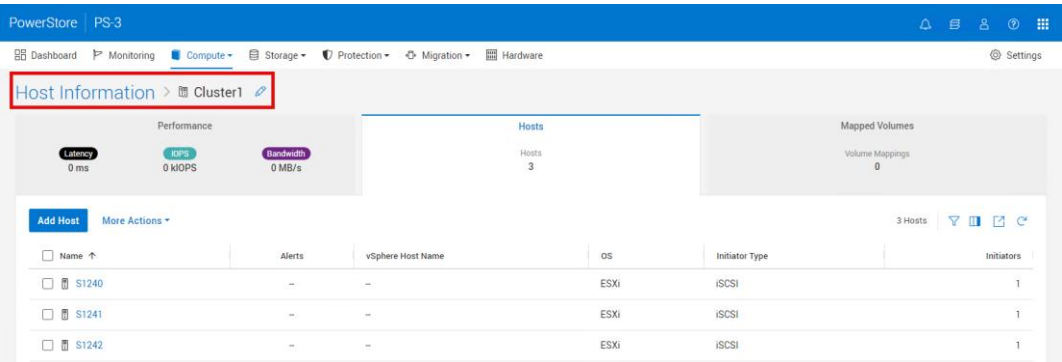 PowerStore | PS-3
Dashboard Monitoring Compute Storage Protection Migration Hardware Settings
Host Information > Cluster1
Performance Hosts Mapped Volumes
Latency IOPS Bandwidth Hosts Volume Mappings
0 ms 0 kIOPS 0 MB/s 3 0
Add Host More Actions 3 Hosts
Name ↑ Alerts vSphere Host Name OS Initiator Type Initiators
S1240 -- -- ESXi iSCSI 1
S1241 -- -- ESXi iSCSI 1
S1242 -- -- ESXi iSCSI 1